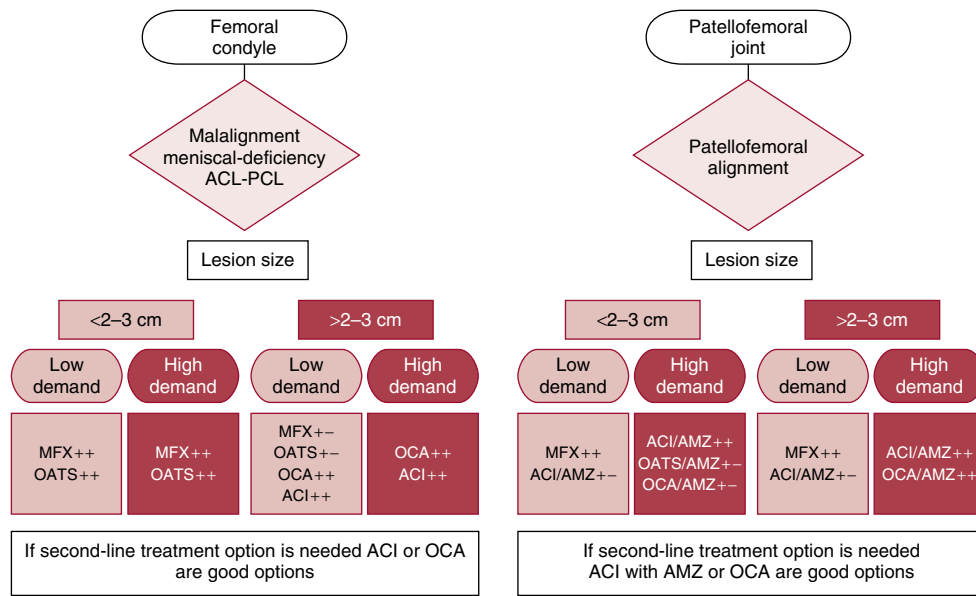 Femoral
condyle
Malalignment
meniscal-deficiency
ACL-PCL
Lesion size
<2–3 cm
>2–3 cm
Low
demand
High
demand
Low
demand
High
demand
MFX++
OATS++
MFX++
OATS++
MFX+−
OATS+−
OCA++
ACI++
OCA++
ACI++
If second-line treatment option is needed ACI or OCA
are good options
Patellofemoral
joint
Patellofemoral
alignment
Lesion size
<2–3 cm
>2–3 cm
Low
demand
High
demand
Low
demand
High
demand
MFX++
ACI/AMZ+−
ACI/AMZ++
OATS/AMZ+−
OCA/AMZ+−
MFX++
ACI/AMZ+−
ACI/AMZ++
OCA/AMZ++
If second-line treatment option is needed
ACI with AMZ or OCA are good options